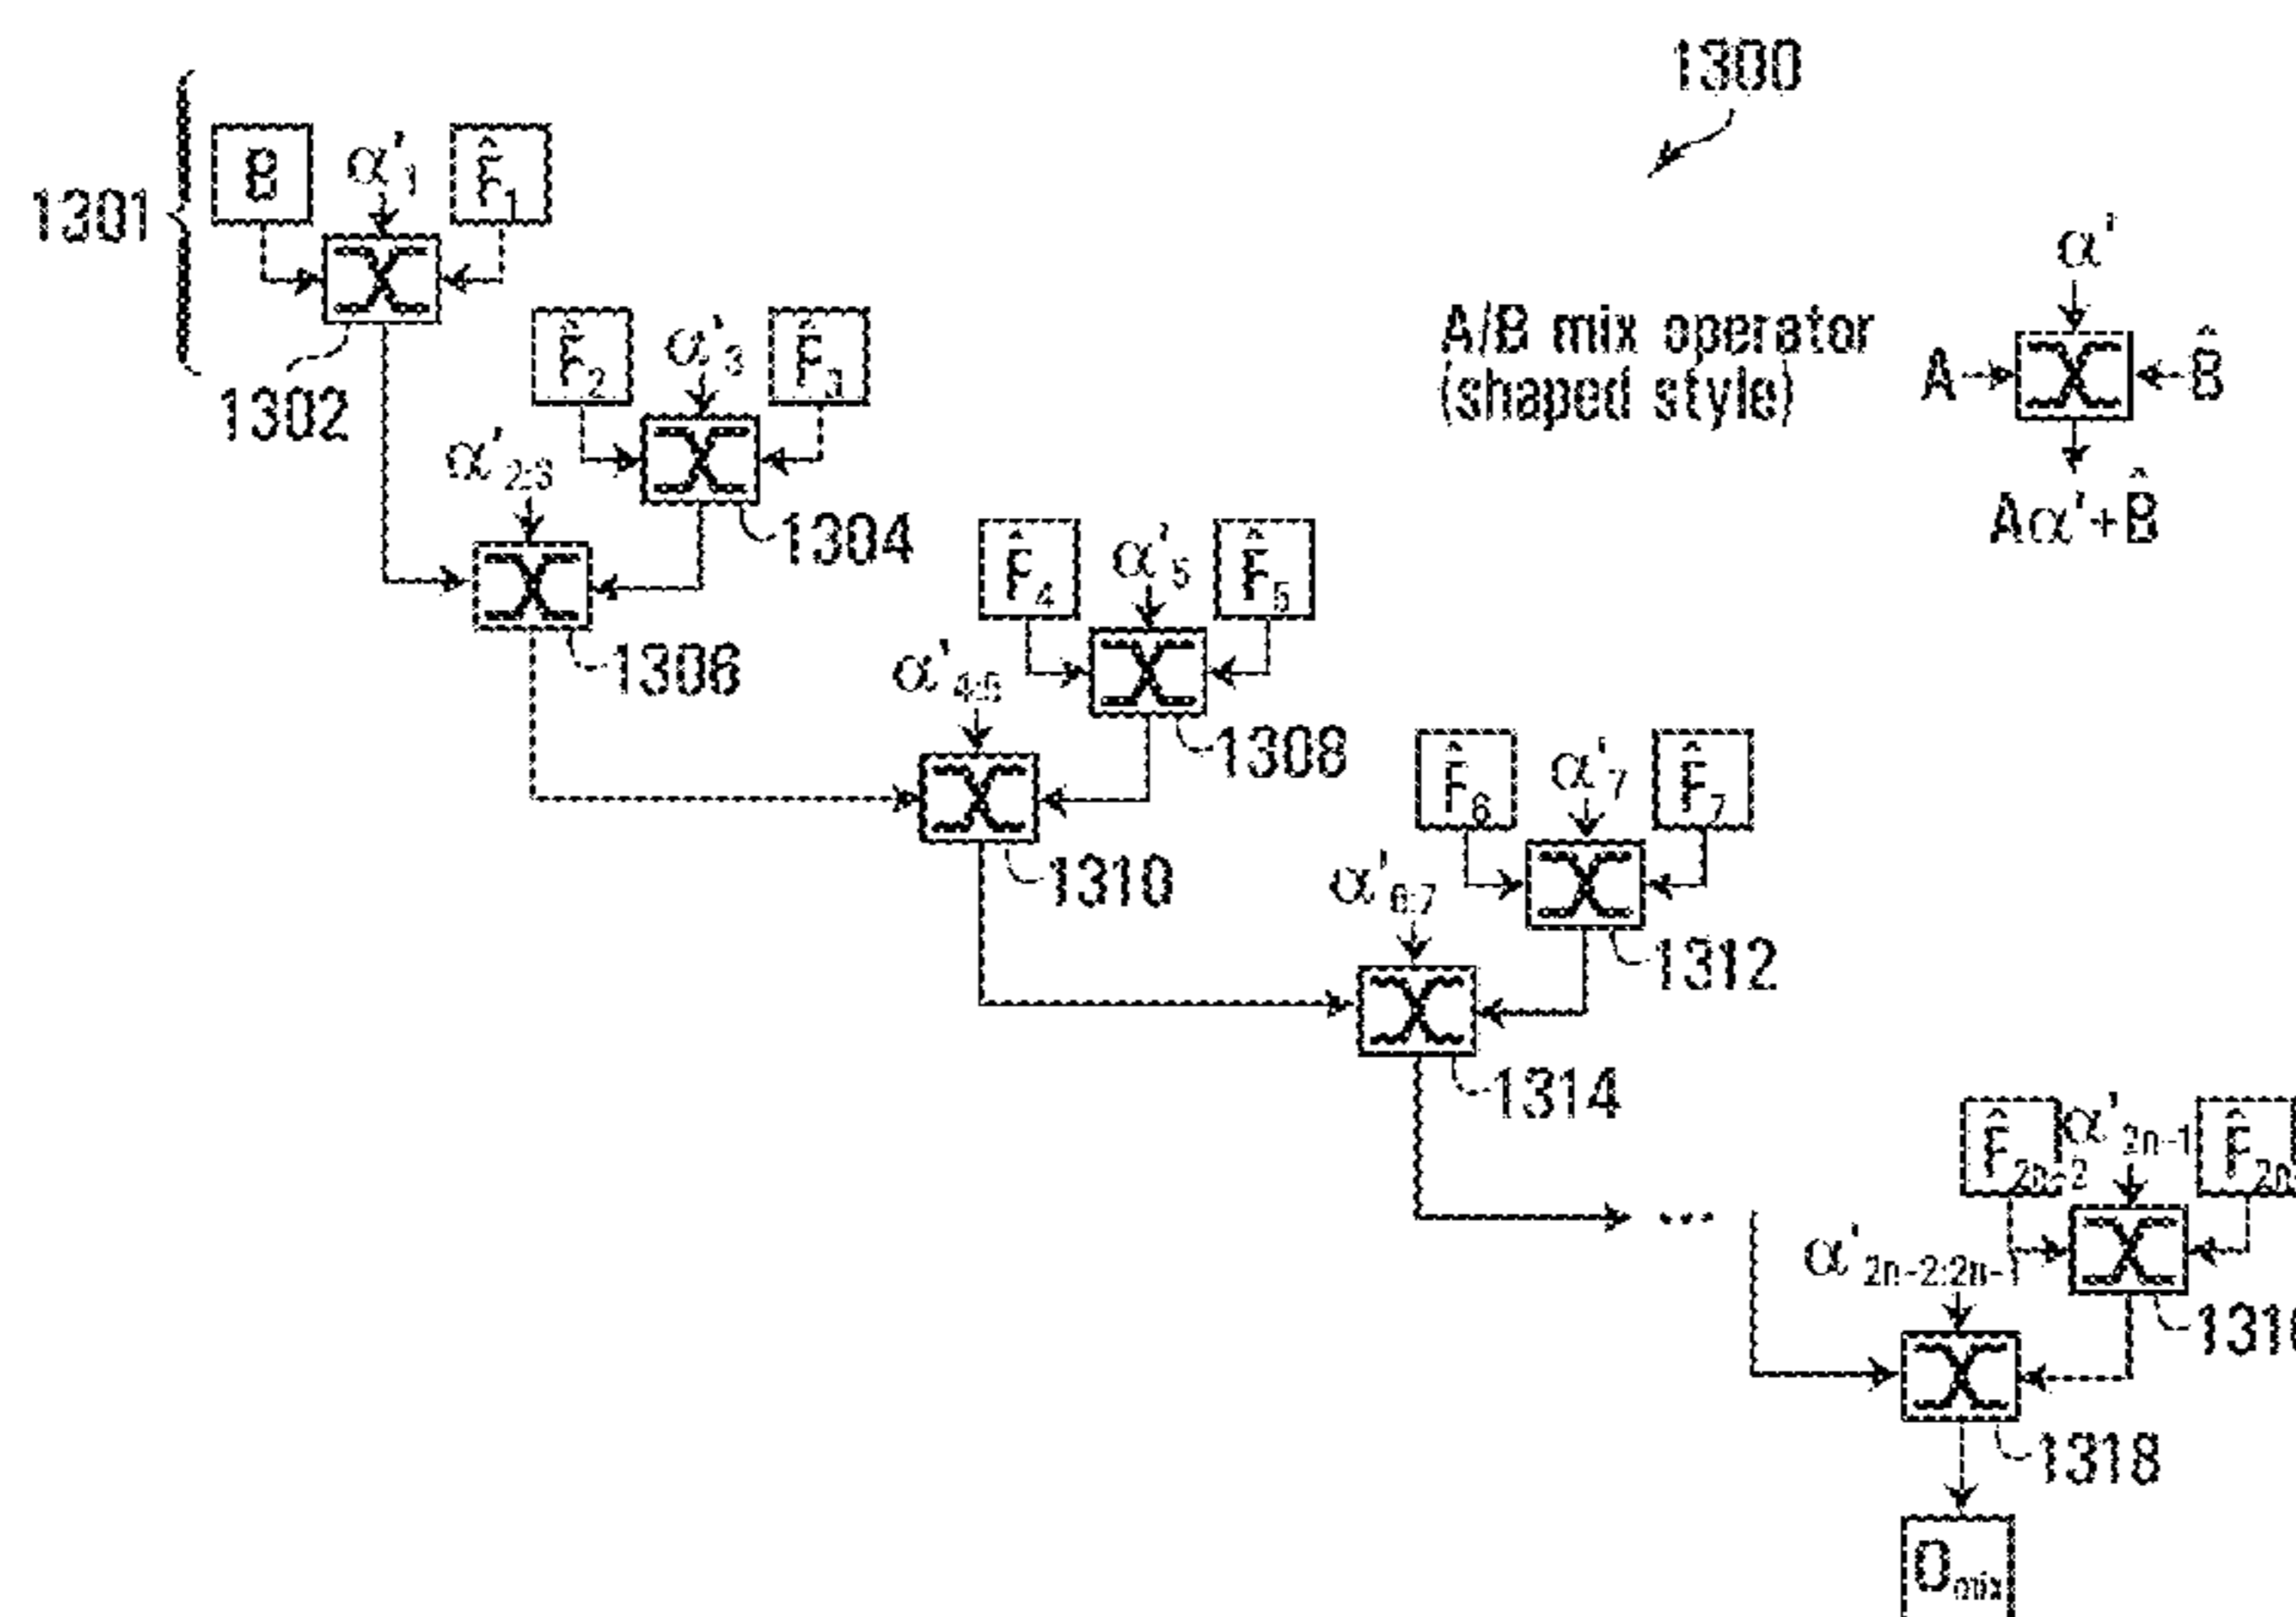 1300
1301
B
α'₁
F̂₁
1302
F̂₂
α'₃
F̂₃
1304
α'₂:₃
1306
A/B mix operator
(shaped style)
α'
A
B̂
Aα'+B̂
F̂₄
α'₅
F̂₅
1308
α'₄:₅
1310
F̂₆
α'₇
F̂₇
1312
α'₆:₇
1314
F̂₂ₙ₋₂
α'₂ₙ₋₁
...
α'₂ₙ₋₂:₂ₙ₋₁
1318
Oₘᵢₓ